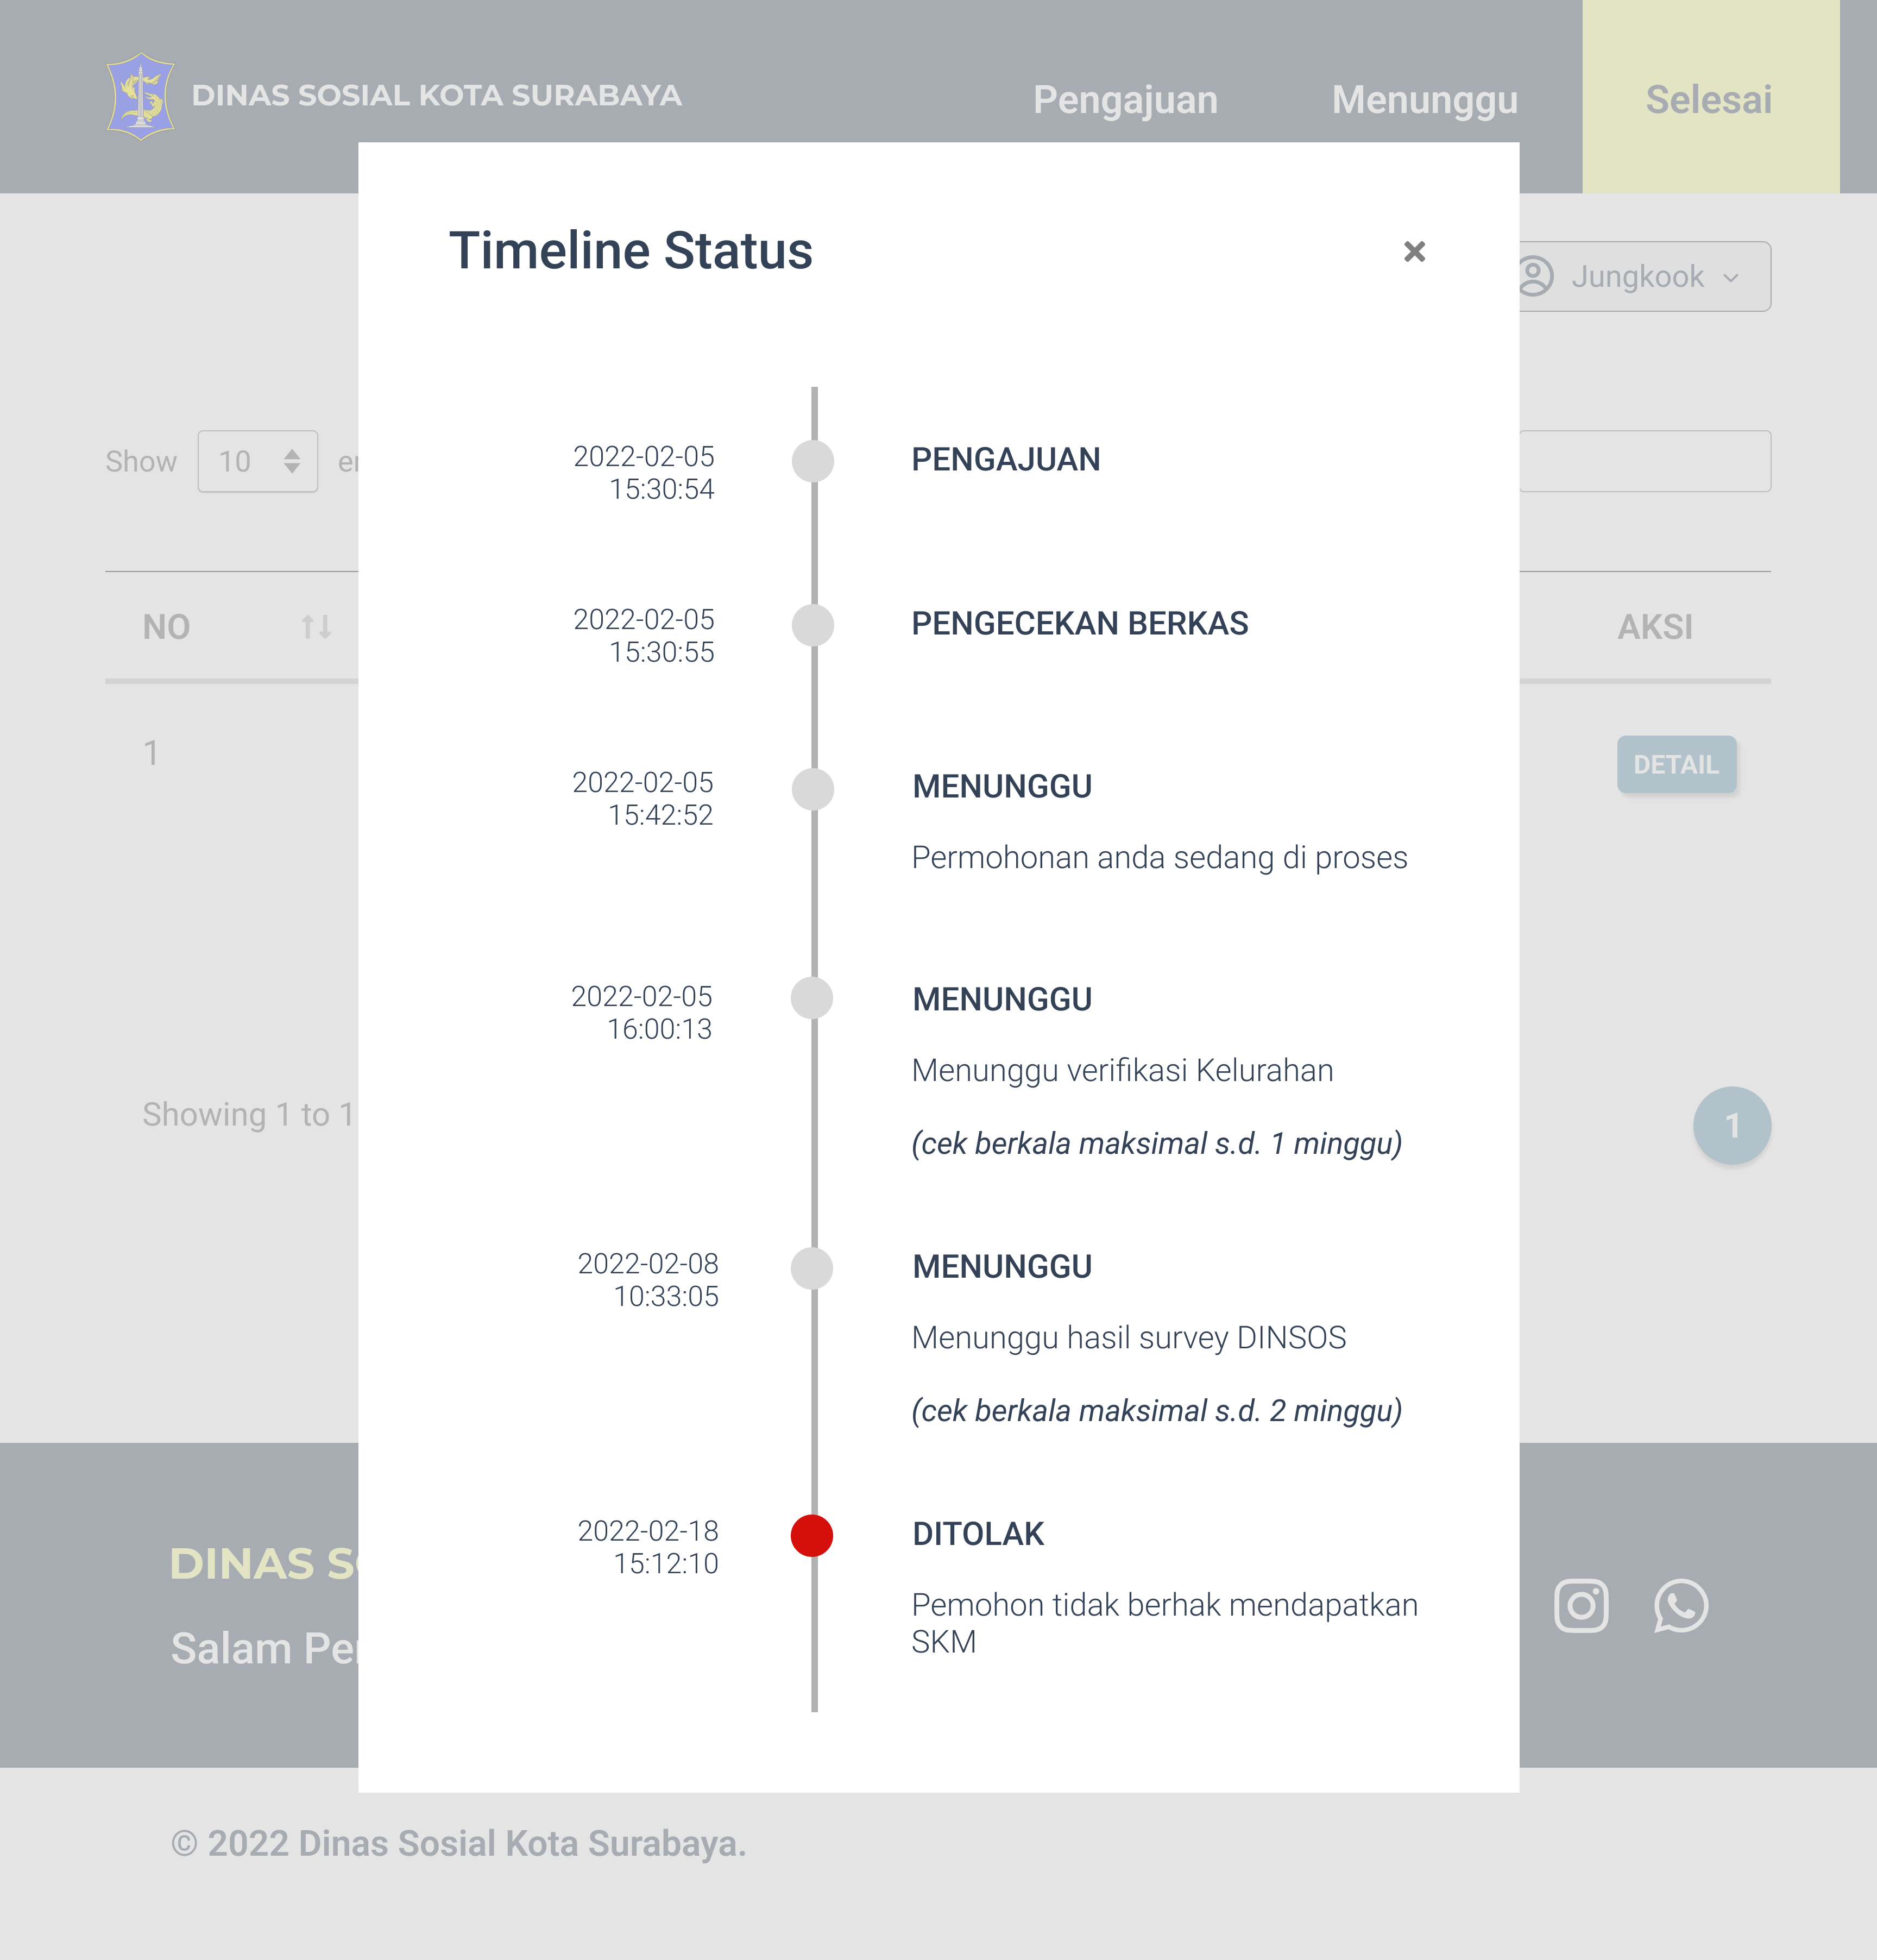 DINAS SOSIAL KOTA SURABAYA
Pengajuan
Menunggu
Selesai
Timeline Status
Jungkook
Show
10
2022-02-05
15:30:54
PENGAJUAN
2022-02-05
15:30:55
PENGECEKAN BERKAS
NO
AKSI
1
DETAIL
2022-02-05
15:42:52
MENUNGGU
Permohonan anda sedang di proses
2022-02-05
16:00:13
MENUNGGU
Menunggu verifikasi Kelurahan
(cek berkala maksimal s.d. 1 minggu)
Showing 1 to 1
1
2022-02-08
10:33:05
MENUNGGU
Menunggu hasil survey DINSOS
(cek berkala maksimal s.d. 2 minggu)
2022-02-18
15:12:10
DITOLAK
Pemohon tidak berhak mendapatkan
SKM
DINAS
Salam
© 2022 Dinas Sosial Kota Surabaya.